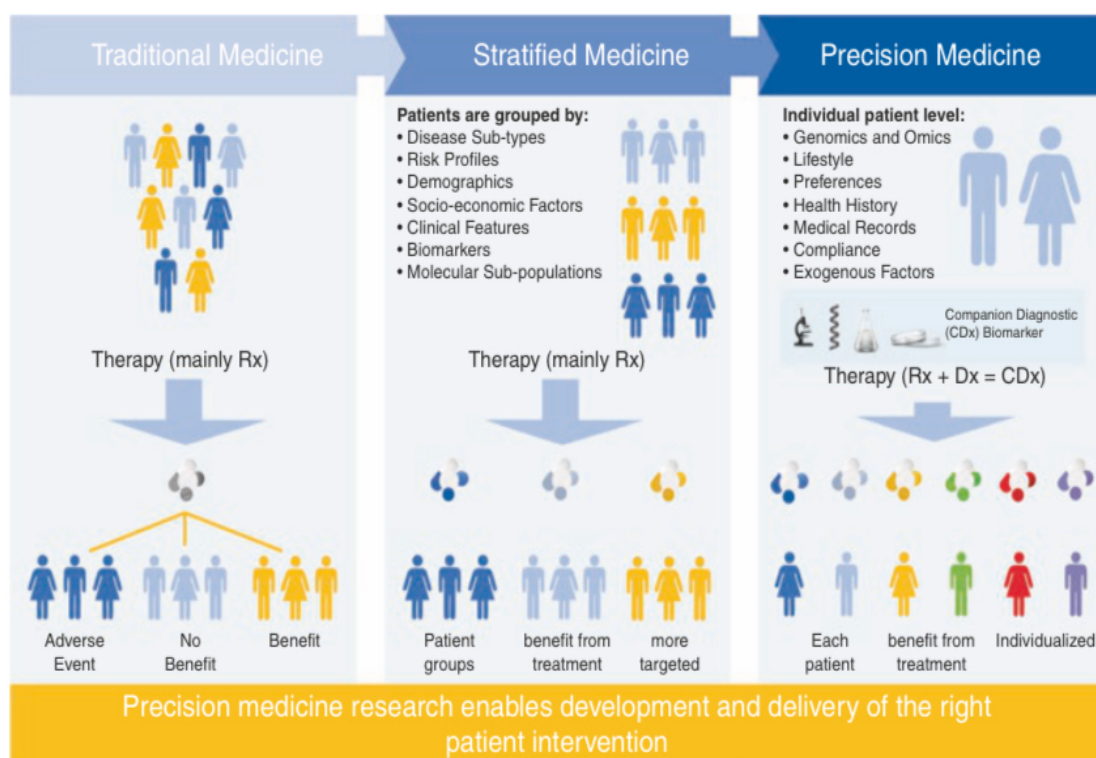 Traditional Medicine
Stratified Medicine
Precision Medicine
Patients are grouped by:
• Disease Sub-types
• Risk Profiles
• Demographics
• Socio-economic Factors
• Clinical Features
• Biomarkers
• Molecular Sub-populations
Individual patient level:
• Genomics and Omics
• Lifestyle
• Preferences
• Health History
• Medical Records
• Compliance
• Exogenous Factors
Companion Diagnostic
(CDx) Biomarker
Therapy (mainly Rx)
Therapy (mainly Rx)
Therapy (Rx + Dx = CDx)
Adverse
Event
No
Benefit
Benefit
Patient
groups
benefit from
treatment
more
targeted
Each
patient
benefit from
treatment
Individualized
Precision medicine research enables development and delivery of the right
patient intervention